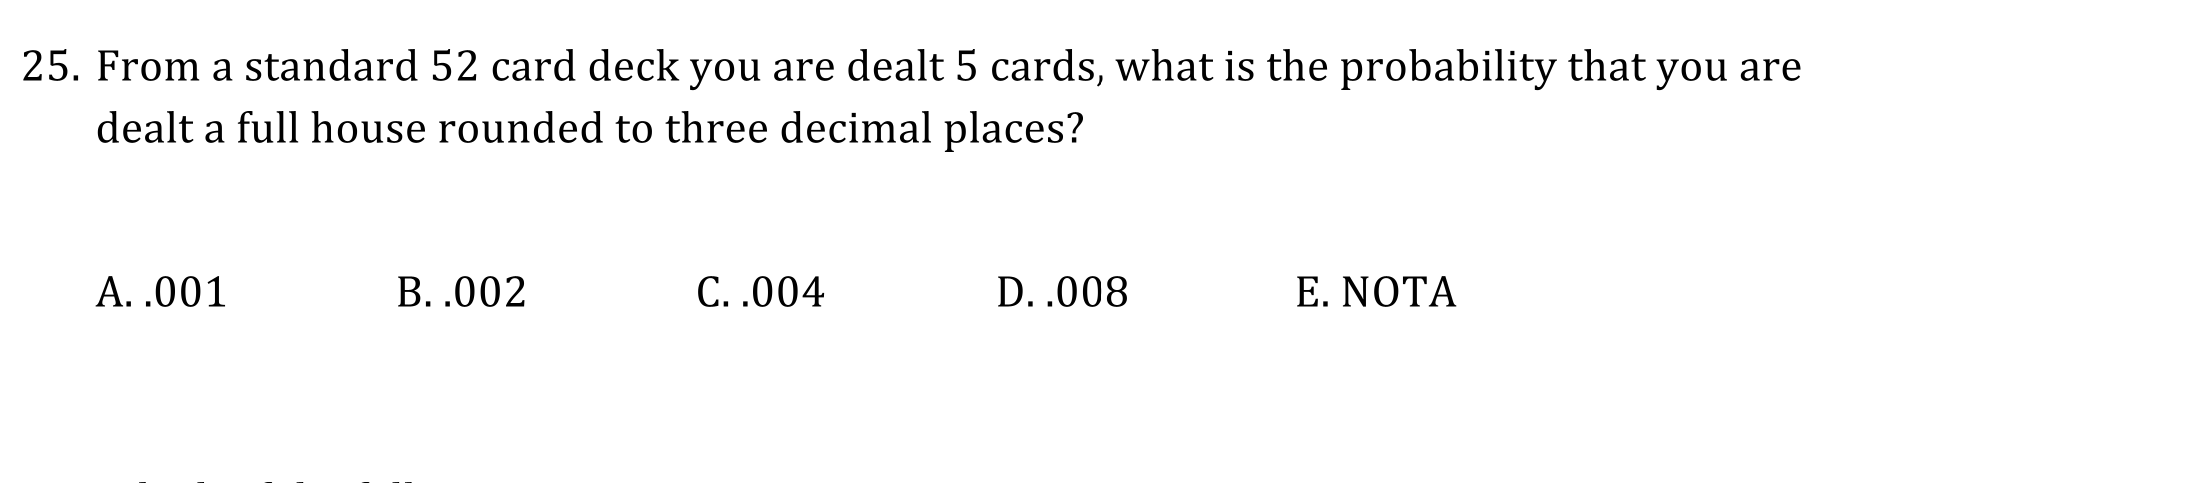 25. From a standard 52 card deck you are dealt 5 cards, what is the probability that you are
dealt a full house rounded to three decimal places?
A. .001 B. .002 C. .004 D. .008 E. NOTA